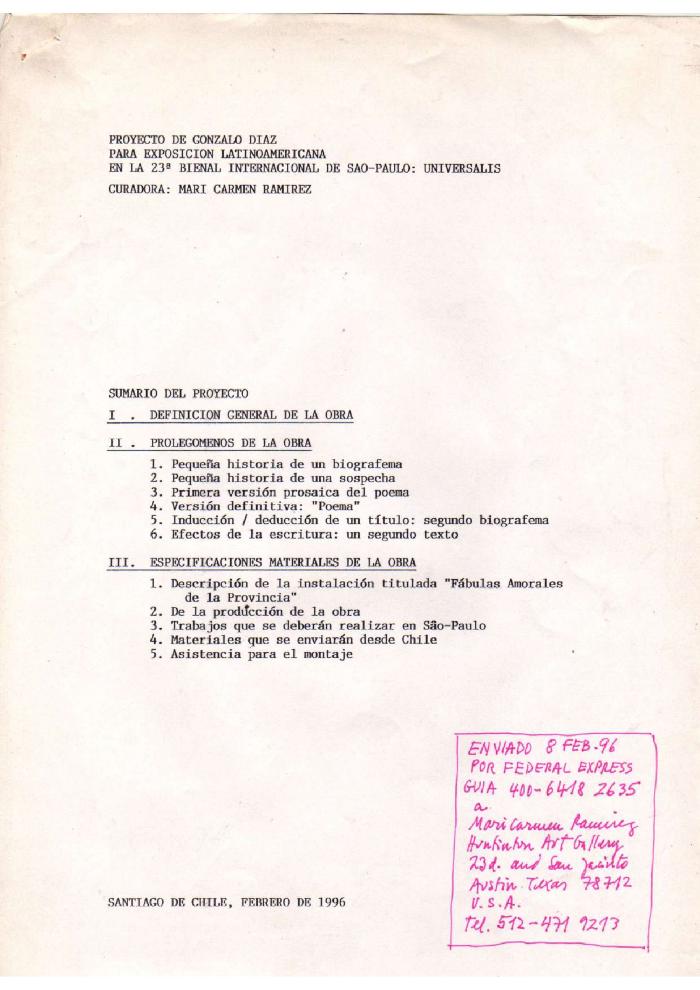 PROYECTO DE GONZALO DIAZ
PARA EXPOSICION LATINOAMERICANA
EN LA 23ª BIENAL INTERNACIONAL DE SAO-PAULO: UNIVERSALIS
CURADORA: MARI CARMEN RAMIREZ
SUMARIO DEL PROYECTO
I . DEFINICION GENERAL DE LA OBRA
II . PROLEGOMENOS DE LA OBRA
1. Pequeña historia de un biografema
2. Pequeña historia de una sospecha
3. Primera versión prosaica del poema
4. Versión definitiva: "Poema"
5. Inducción / deducción de un título: segundo biografema
6. Efectos de la escritura: un segundo texto
III. ESPECIFICACIONES MATERIALES DE LA OBRA
1. Descripción de la instalación titulada "Fábulas Amorales
de la Provincia"
2. De la producción de la obra
3. Trabajos que se deberán realizar en São-Paulo
4. Materiales que se enviarán desde Chile
5. Asistencia para el montaje
SANTIAGO DE CHILE, FEBRERO DE 1996
ENVIADO 8 FEB.96
POR FEDERAL EXPRESS
GUIA 400-6418 2635
a
Mari Carmen Ramirez
Huntinton Art Gallery
23d. and San Jacinto
Austin Texas 78712
U.S.A.
Tel. 512-471 9213